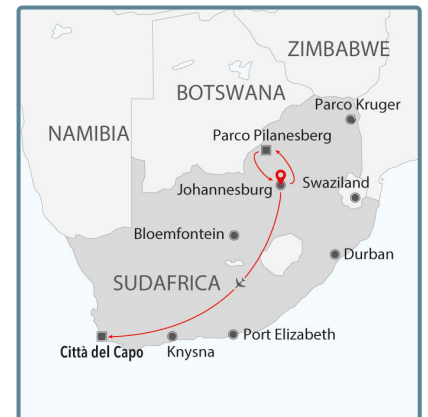 ZIMBABWE
BOTSWANA
Parco Kruger
NAMIBIA
Parco Pilanesberg
Johannesburg
Swaziland
Bloemfontein
Durban
SUDAFRICA
Port Elizabeth
Città del Capo
Knysna